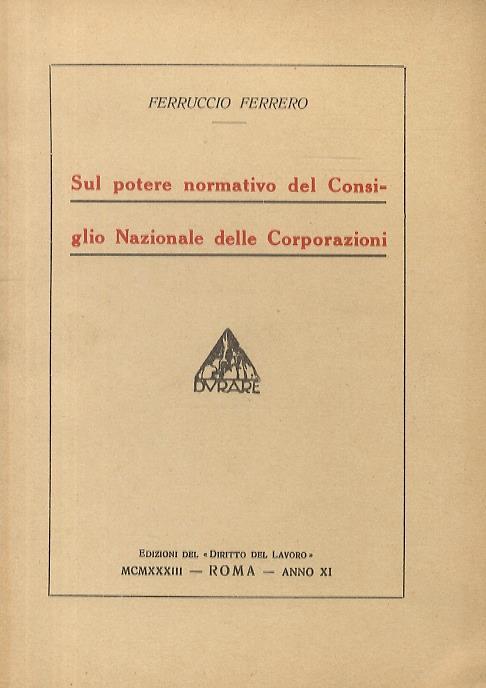 FERRUCCIO FERRERO
Sul potere normativo del Consi-
glio Nazionale delle Corporazioni
DVRARE
EDIZIONI DEL «DIRITTO DEL LAVORO»
MCMXXXIII — ROMA — ANNO XI